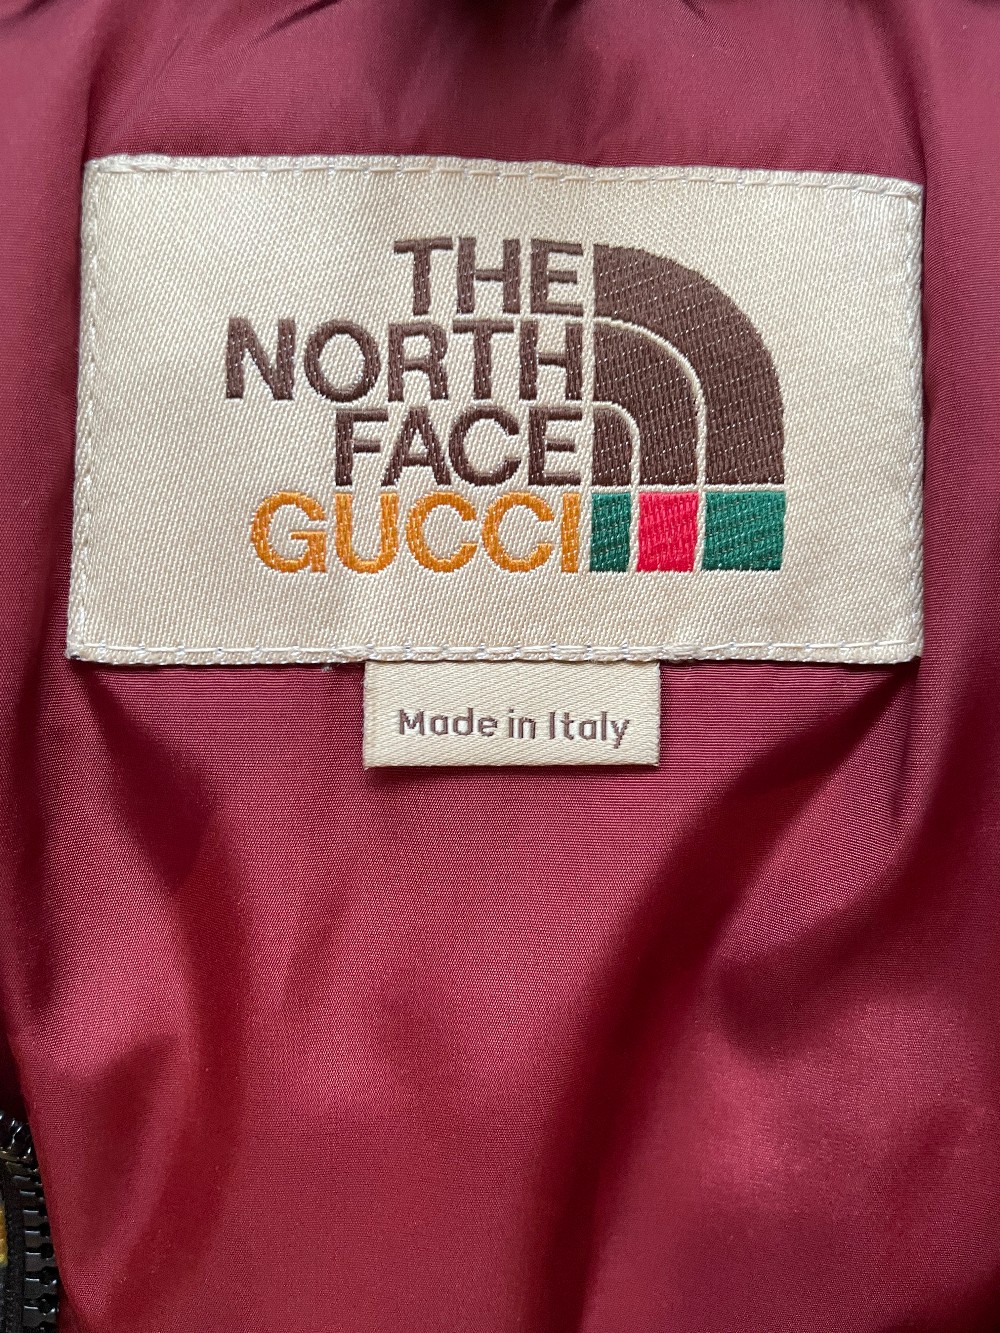 THE
NORTH
FACE
GUCCI
Made in Italy